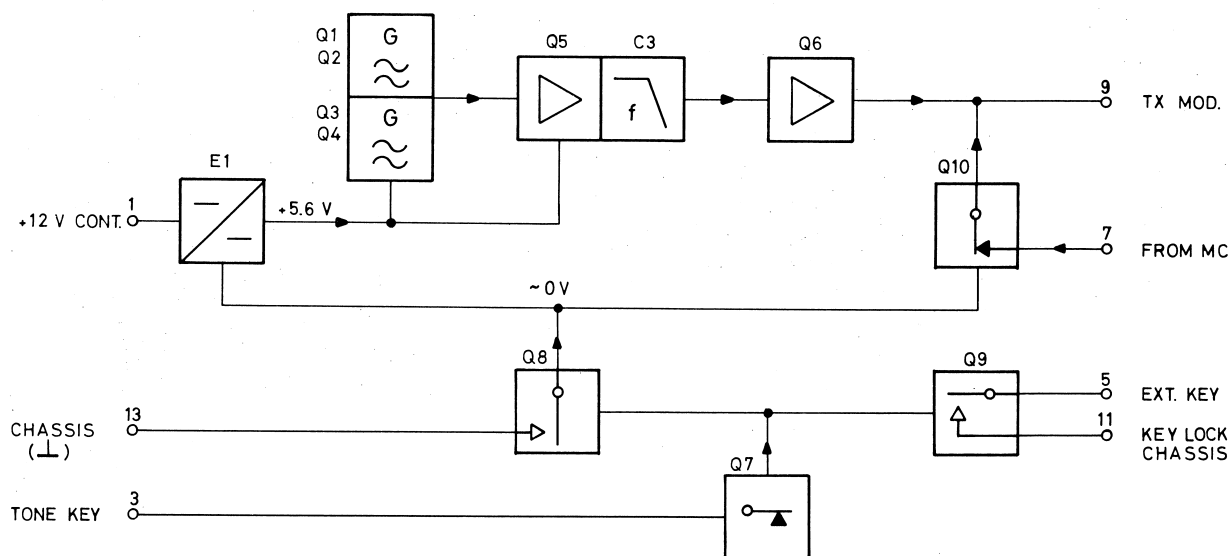 Q1
Q2
G
Q3
Q4
G
Q5
C3
f
Q6
9
TX MOD.
E1
1
+12 V CONT.
+5.6 V
Q10
7
FROM MC
~0 V
Q8
Q9
5
EXT. KEY
11
KEY LOCK
CHASSIS
13
CHASSIS
(⊥)
Q7
3
TONE KEY